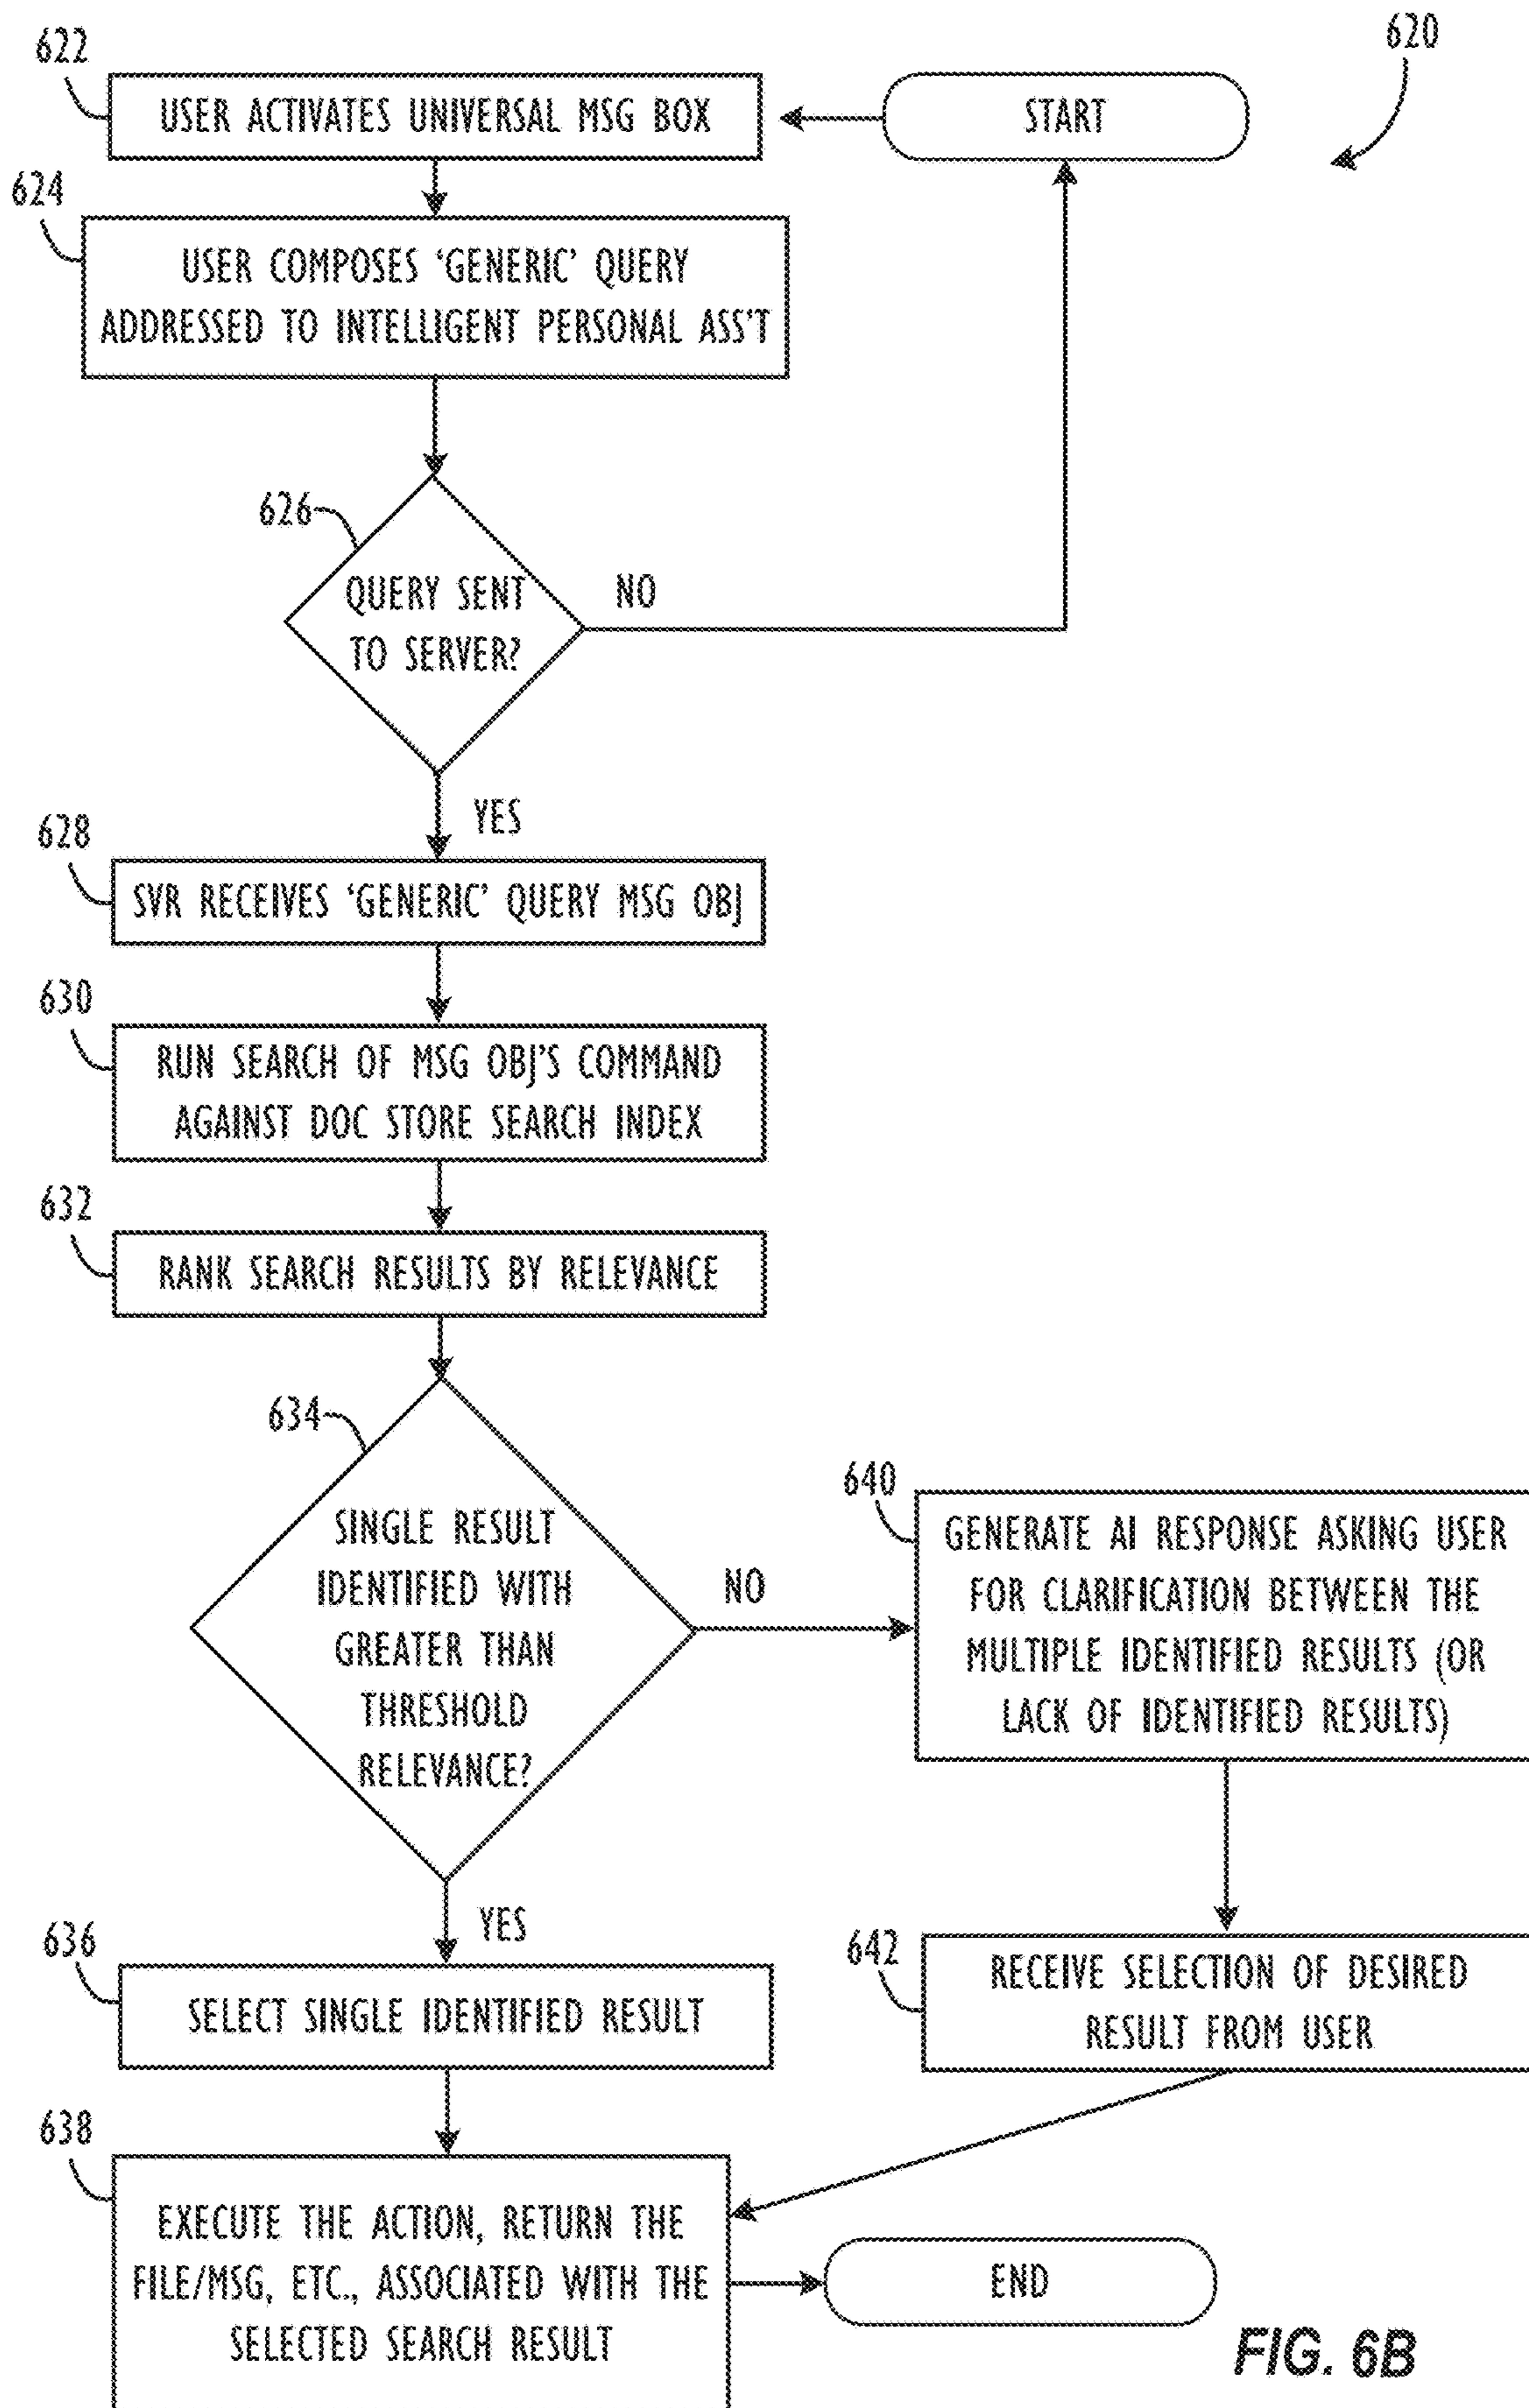 620
622
USER ACTIVATES UNIVERSAL MSG BOX
START
624
USER COMPOSES ‘GENERIC’ QUERY
ADDRESSED TO INTELLIGENT PERSONAL ASS’T
626
QUERY SENT
TO SERVER?
NO
YES
628
SVR RECEIVES ‘GENERIC’ QUERY MSG OBJ
630
RUN SEARCH OF MSG OBJ’S COMMAND
AGAINST DOC STORE SEARCH INDEX
632
RANK SEARCH RESULTS BY RELEVANCE
634
SINGLE RESULT
IDENTIFIED WITH
GREATER THAN
THRESHOLD
RELEVANCE?
NO
640
GENERATE AI RESPONSE ASKING USER
FOR CLARIFICATION BETWEEN THE
MULTIPLE IDENTIFIED RESULTS (OR
LACK OF IDENTIFIED RESULTS)
YES
636
SELECT SINGLE IDENTIFIED RESULT
642
RECEIVE SELECTION OF DESIRED
RESULT FROM USER
638
EXECUTE THE ACTION, RETURN THE
FILE/MSG, ETC., ASSOCIATED WITH THE
SELECTED SEARCH RESULT
END
FIG. 6B